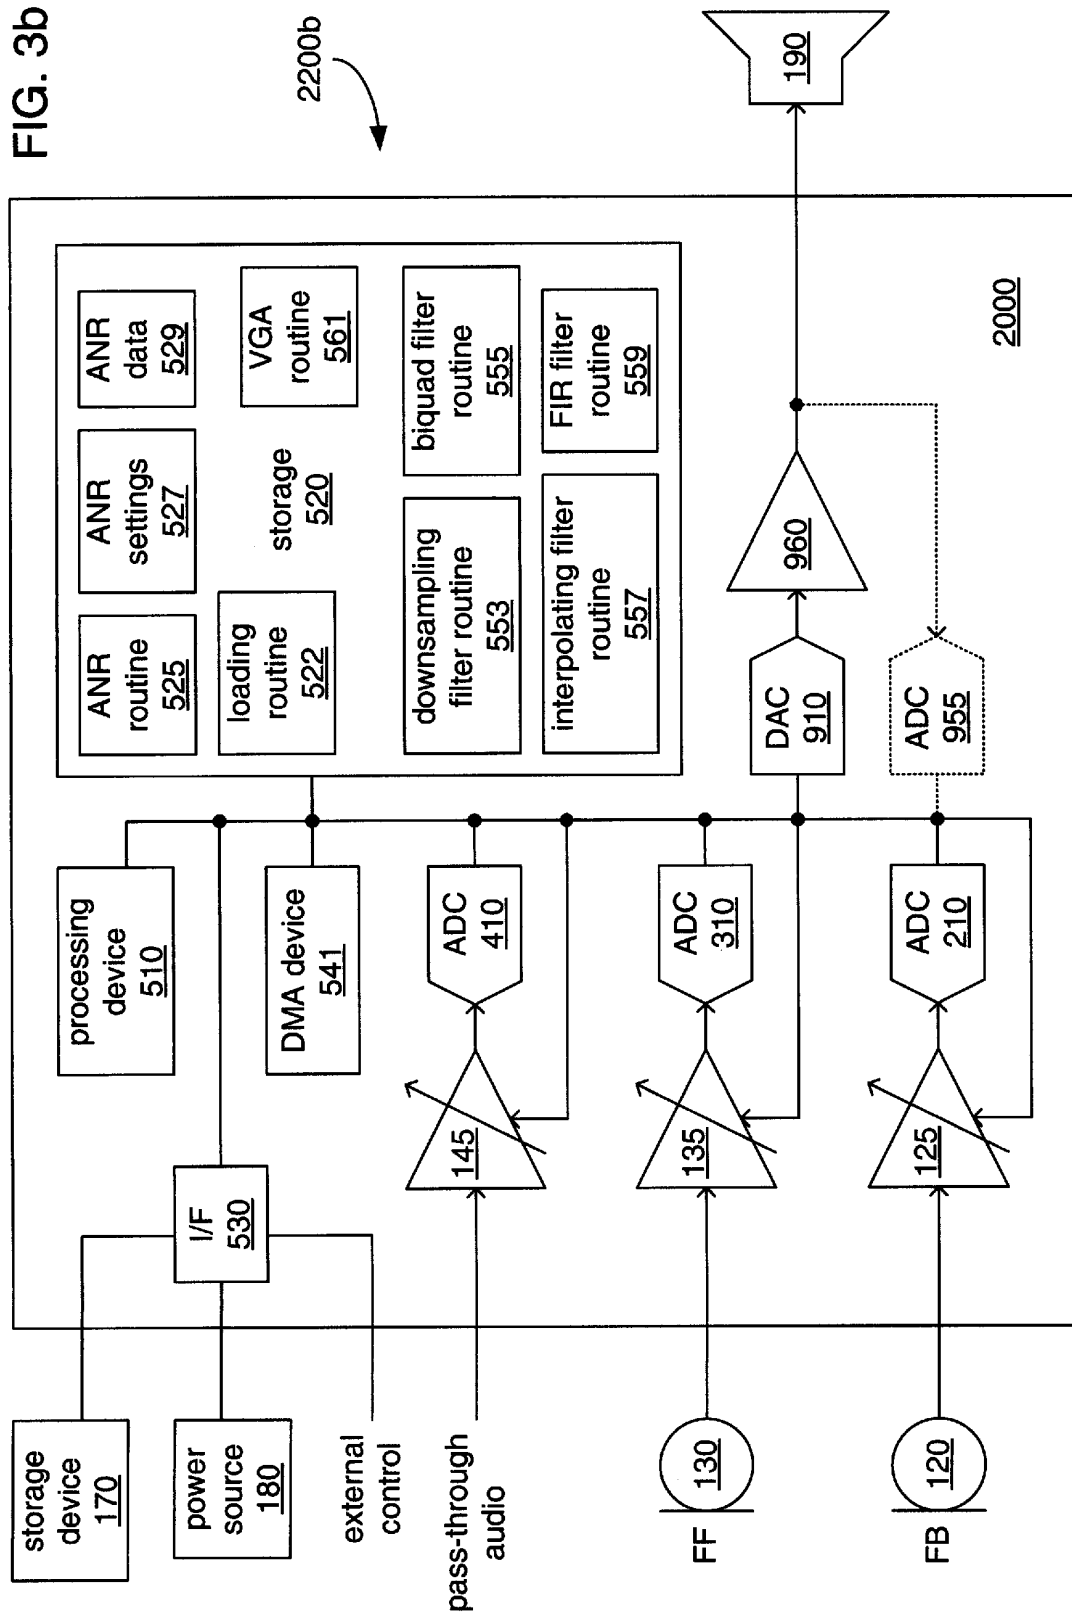 FIG. 3b
2200b
storage
device
170
power
source
180
external
control
pass-through
audio
FF
130
FB
120
I/F
530
processing
device
510
DMA device
541
145
ADC
410
135
ADC
310
125
ADC
210
ANR
routine
525
ANR
settings
527
ANR
data
529
loading
routine
522
storage
520
VGA
routine
561
downsampling
filter routine
553
biquad filter
routine
555
interpolating filter
routine
557
FIR filter
routine
559
DAC
910
960
ADC
955
190
2000